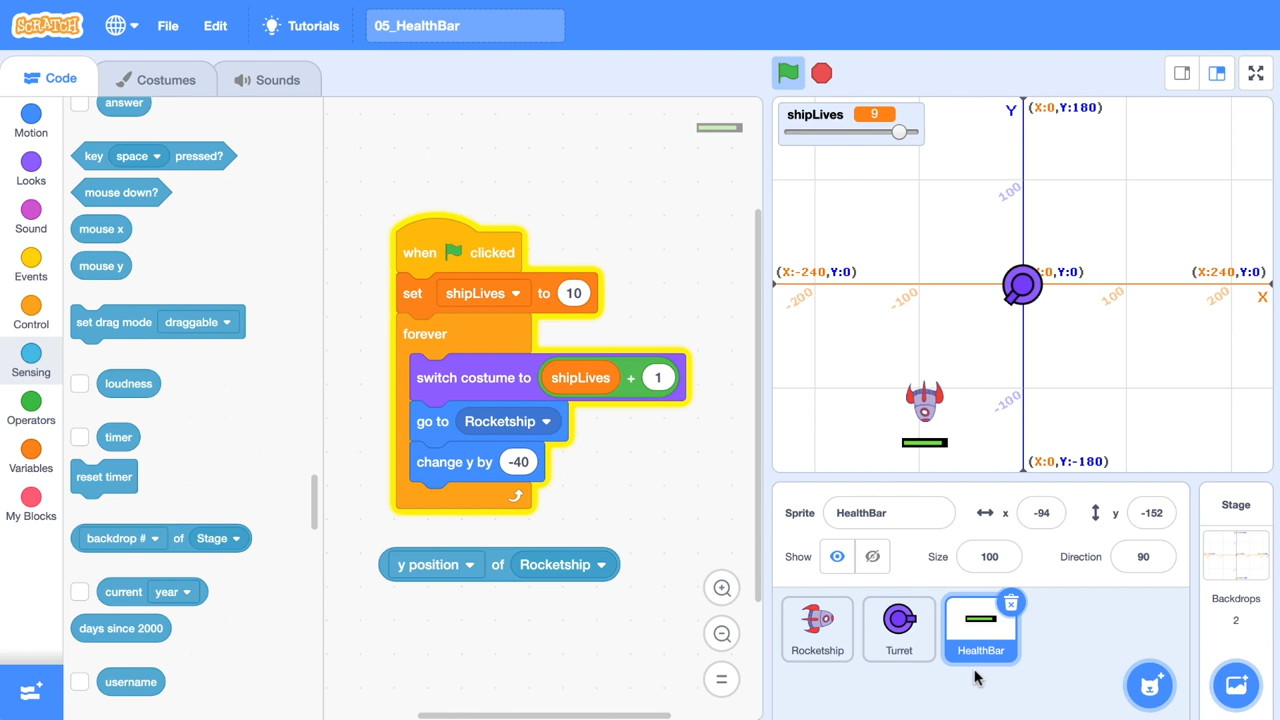 SCRATCH File Edit Tutorials 05_HealthBar
Code Costumes Sounds
Motion
Looks
Sound
Events
Control
Sensing
Operators
Variables
My Blocks
answer
key space pressed?
mouse down?
mouse x
mouse y
set drag mode draggable
loudness
timer
reset timer
backdrop # of Stage
current year
days since 2000
username
when clicked
set shipLives to 10
forever
switch costume to shipLives + 1
go to Rocketship
change y by -40
y position of Rocketship
shipLives 9
Y (X:0,Y:180)
100
(X:-240,Y:0) :0,Y:0) (X:240,Y:0)
-200 -100 100 200 X
-100
(X:0,Y:-180)
Sprite HealthBar x -94 y -152
Show Size 100 Direction 90
Rocketship Turret HealthBar
Stage
Backdrops
2